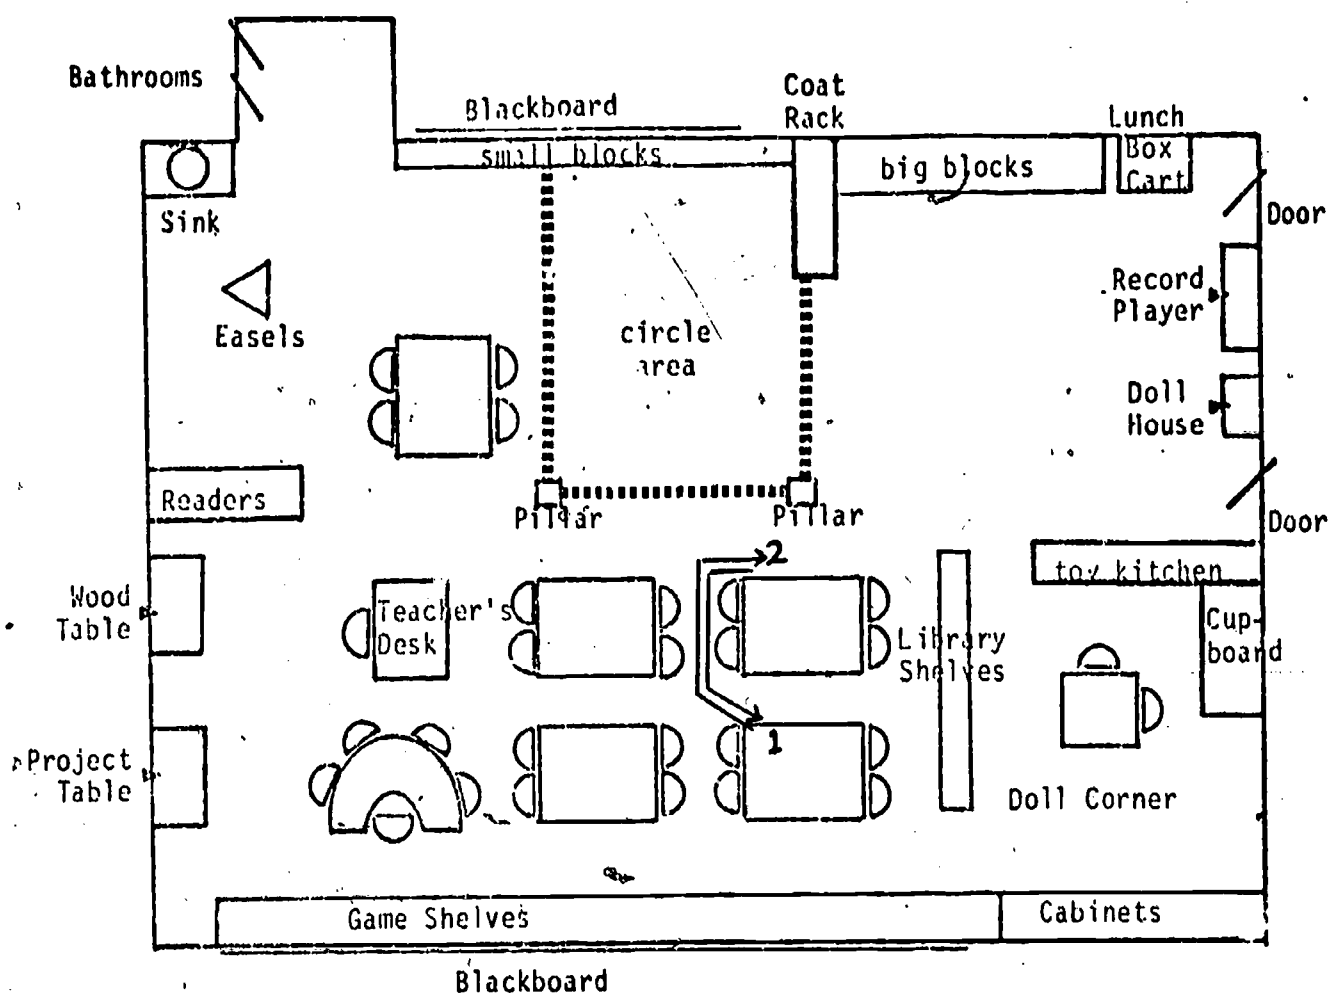 Bathrooms
Blackboard
Coat
Rack
Lunch
Box
Cart
small blocks
big blocks
Sink
Door
Record
Player
Easels
circle
area
Doll
House
Readers
Pillar
Pillar
Door
2
toy kitchen
Wood
Table
Teacher's
Desk
Library
Shelves
Cup-
board
1
Project
Table
Doll Corner
Game Shelves
Cabinets
Blackboard